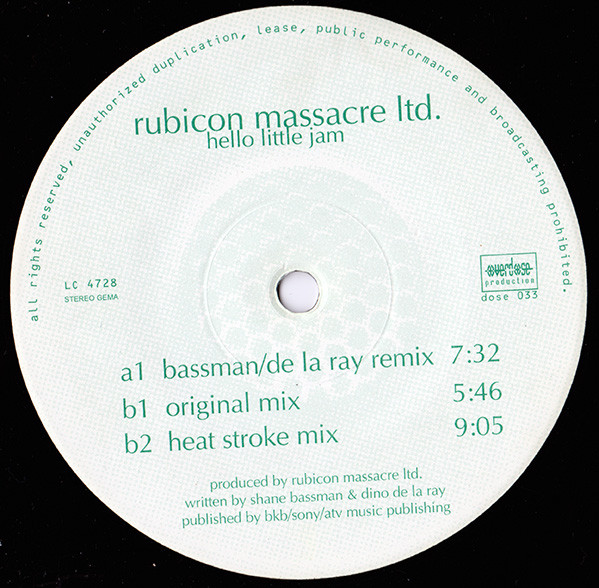 all rights reserved, unauthorized duplication, lease, public performance and broadcasting prohibited.
rubicon massacre ltd.
hello little jam
LC 4728
STEREO GEMA
overdose
production
dose 033
a1 bassman/de la ray remix 7:32
b1 original mix 5:46
b2 heat stroke mix 9:05
produced by rubicon massacre ltd.
written by shane bassman & dino de la ray
published by bkb/sony/atv music publishing